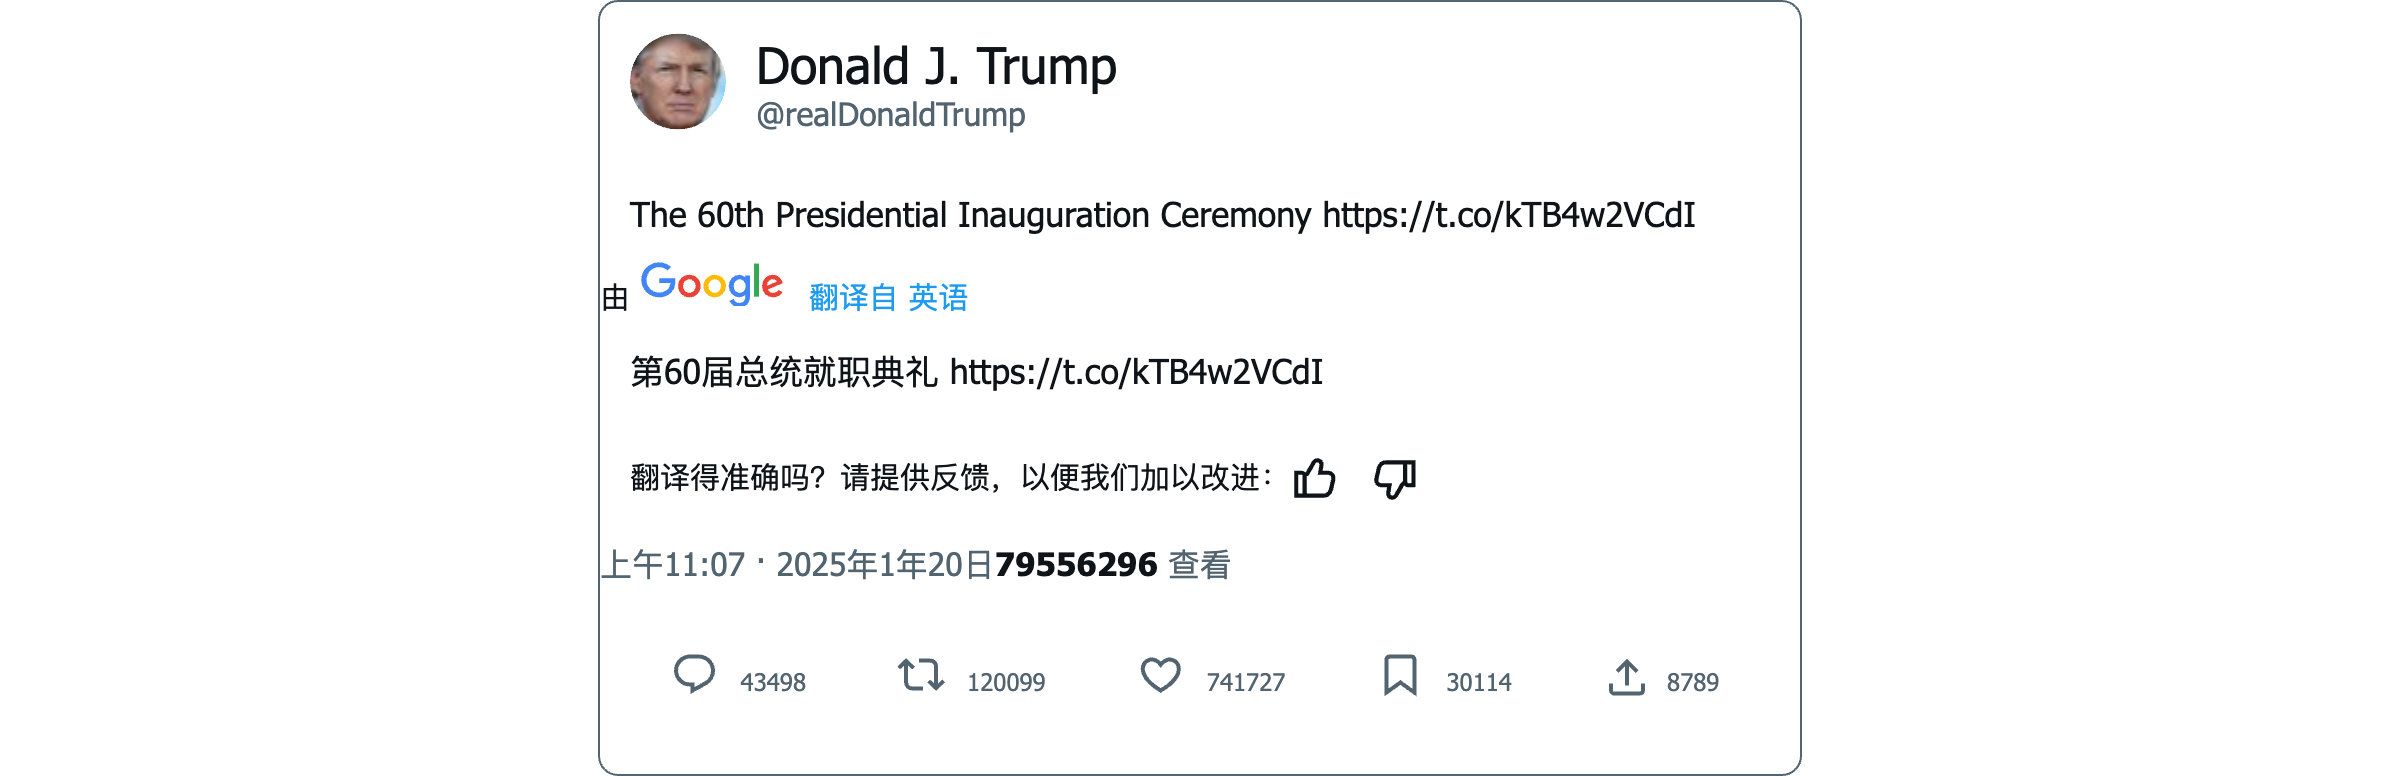 Donald J. Trump
@realDonaldTrump
The 60th Presidential Inauguration Ceremony https://t.co/kTB4w2VCdI
由 Google 翻译自 英语
第60届总统就职典礼 https://t.co/kTB4w2VCdI
翻译得准确吗？请提供反馈，以便我们加以改进：
上午11:07 · 2025年1年20日79556296 查看
43498 120099 741727 30114 8789